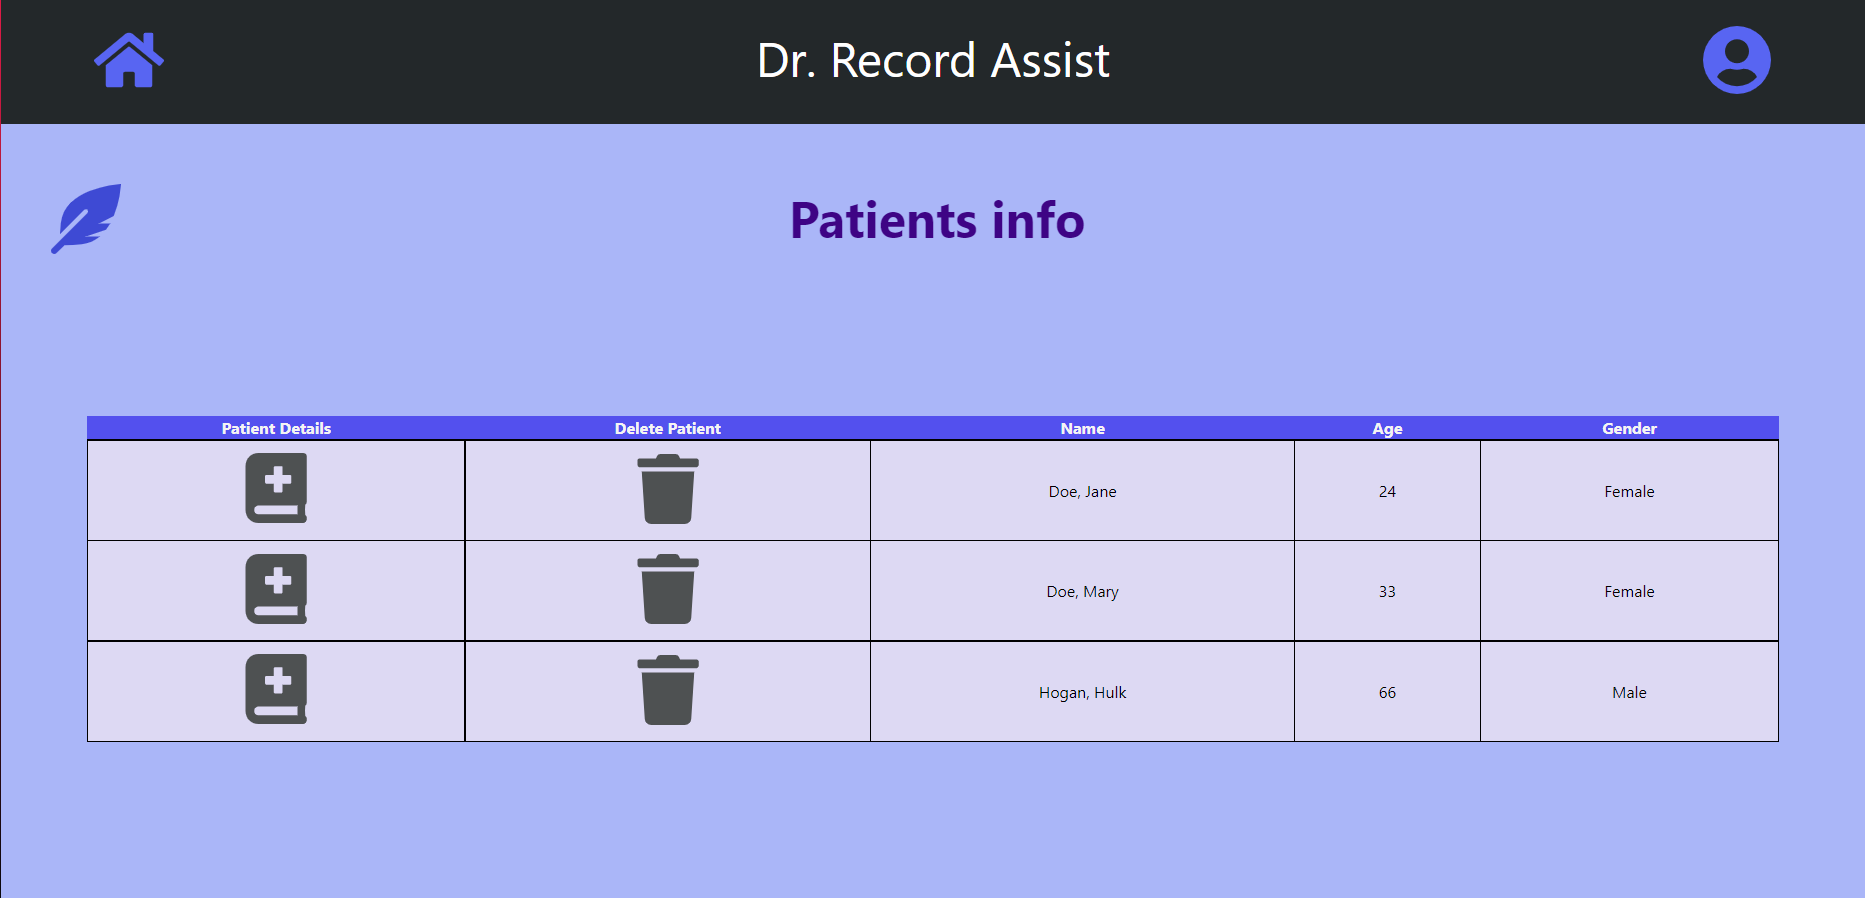 Dr. Record Assist
Patients info
Patient Details Delete Patient Name Age Gender
Doe, Jane 24 Female
Doe, Mary 33 Female
Hogan, Hulk 66 Male